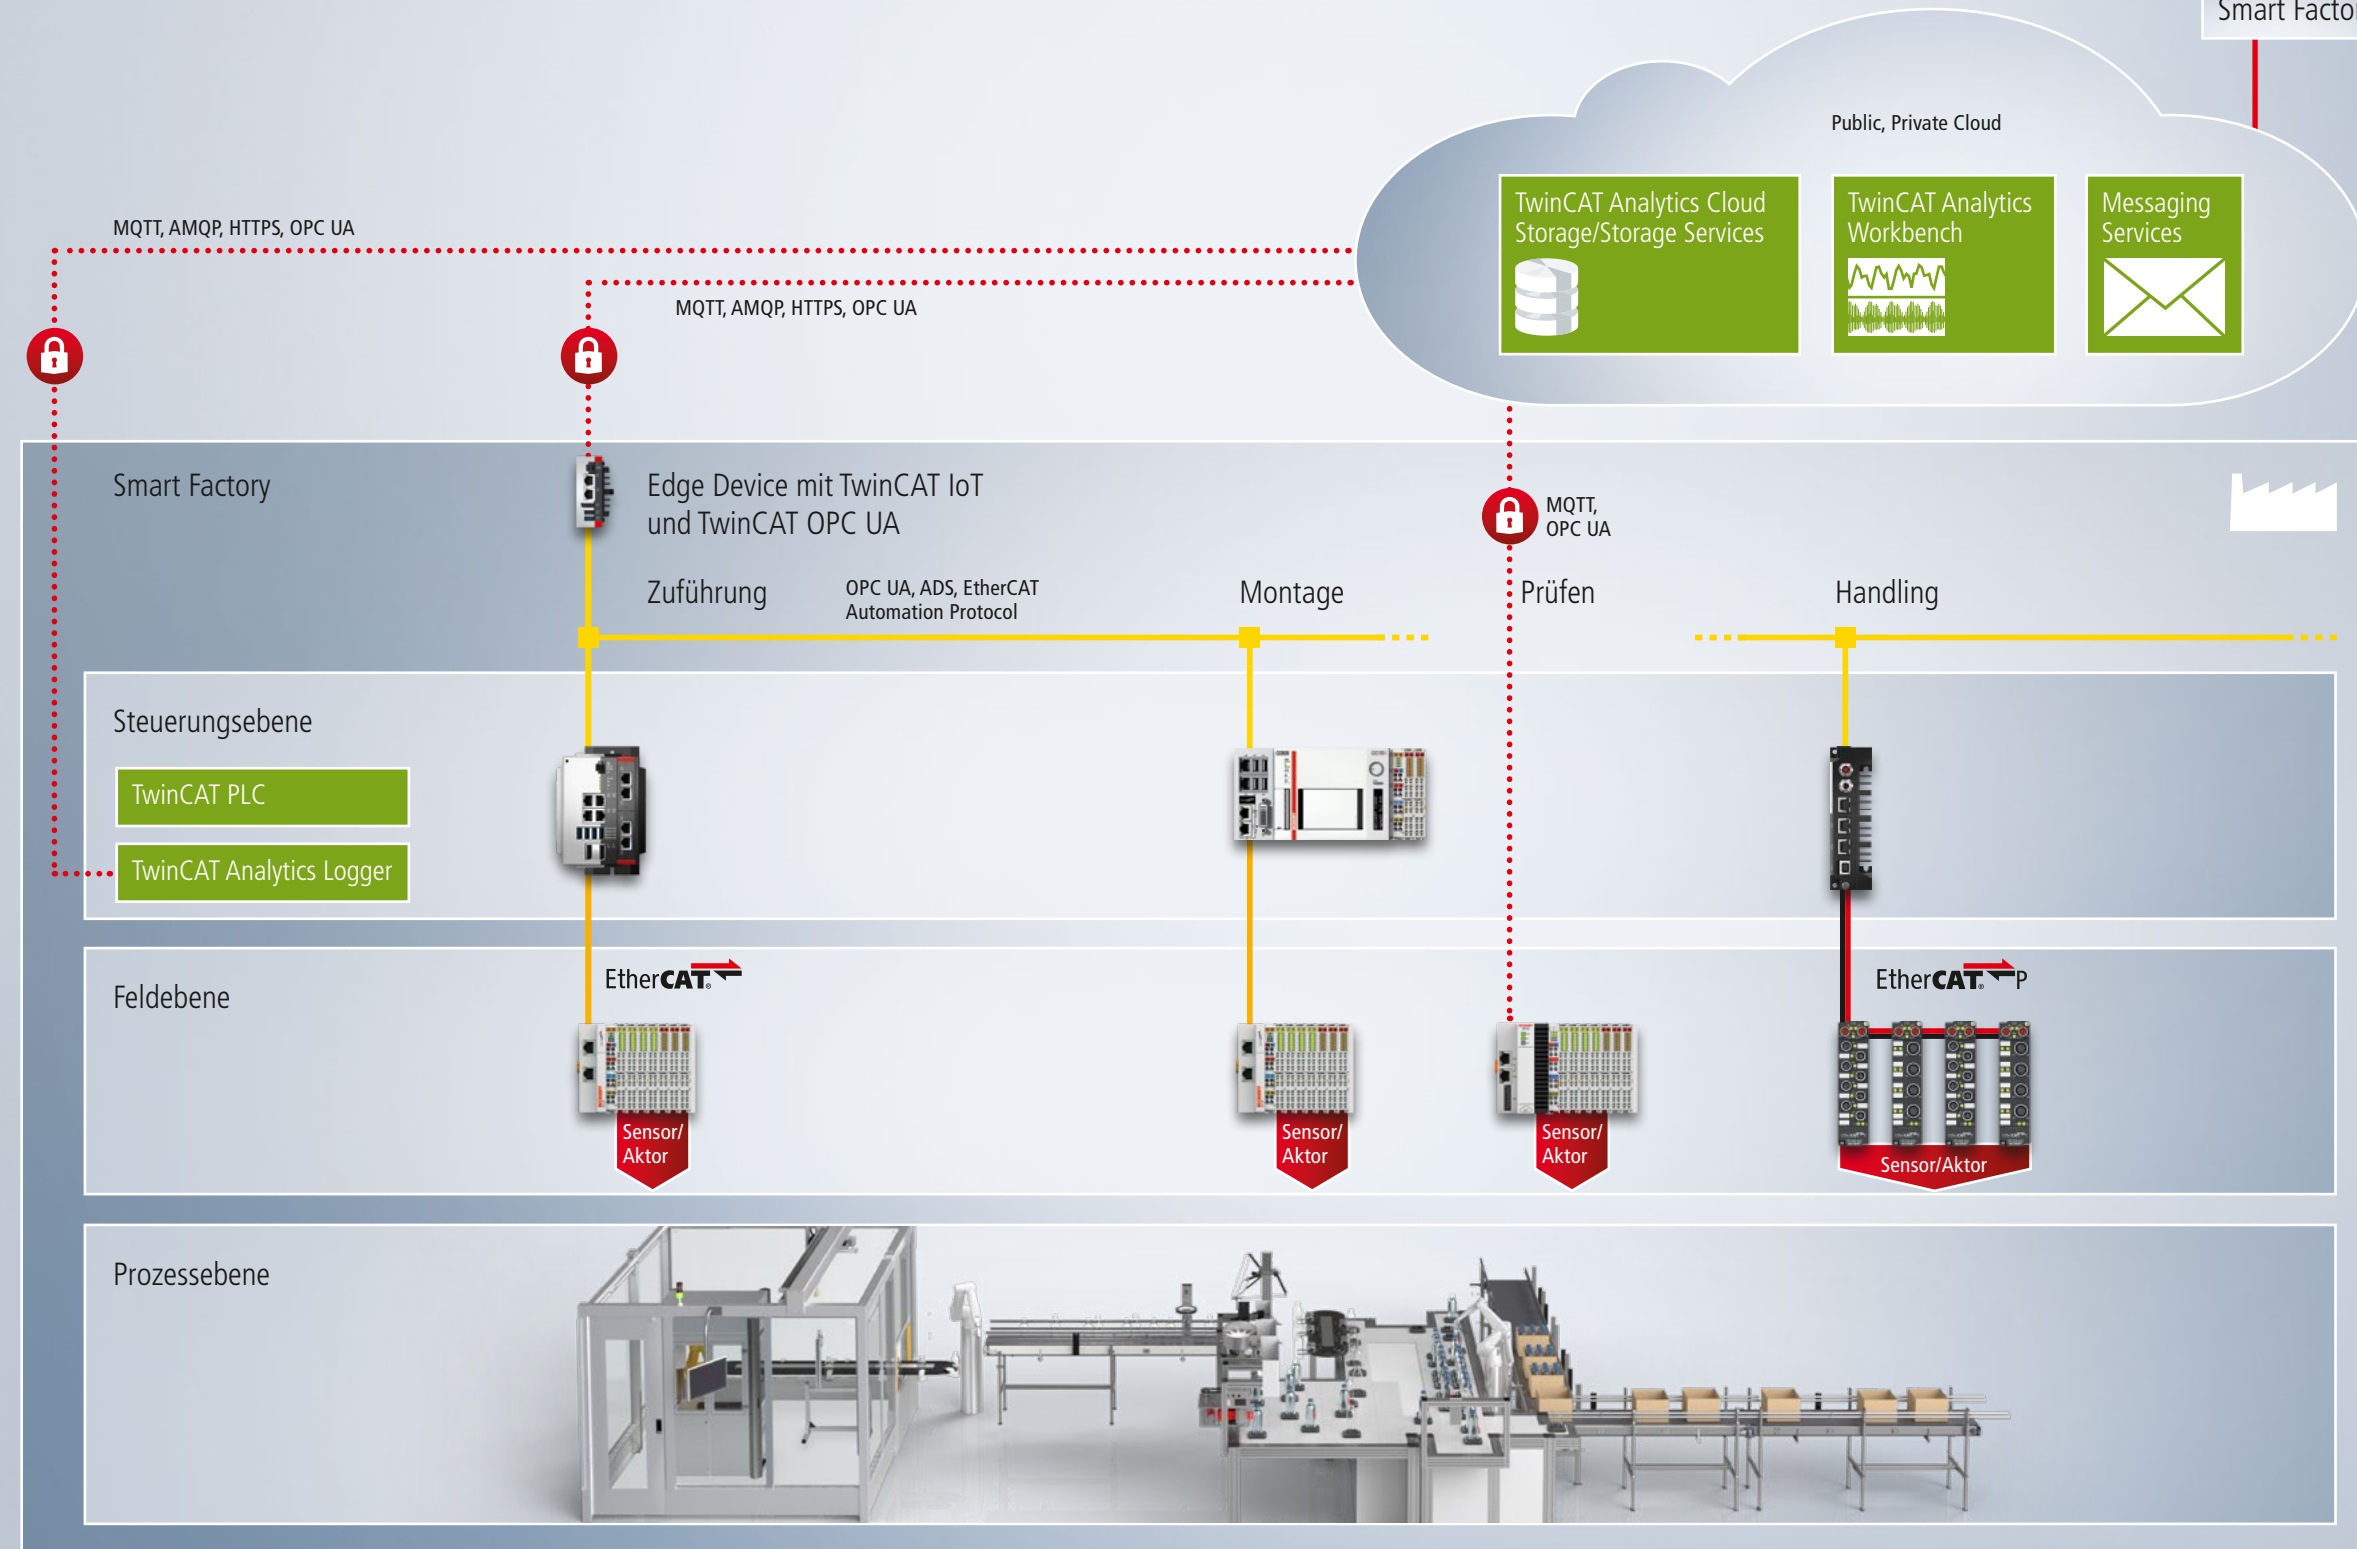 Smart Factor
Public, Private Cloud
TwinCAT Analytics Cloud
Storage/Storage Services
TwinCAT Analytics
Workbench
Messaging
Services
MQTT, AMQP, HTTPS, OPC UA
MQTT, AMQP, HTTPS, OPC UA
Smart Factory
Edge Device mit TwinCAT IoT
und TwinCAT OPC UA
MQTT,
OPC UA
Zuführung
OPC UA, ADS, EtherCAT
Automation Protocol
Montage
Prüfen
Handling
Steuerungsebene
TwinCAT PLC
TwinCAT Analytics Logger
Feldebene
EtherCAT®
EtherCAT® P
Sensor/
Aktor
Sensor/
Aktor
Sensor/
Aktor
Sensor/Aktor
Prozessebene